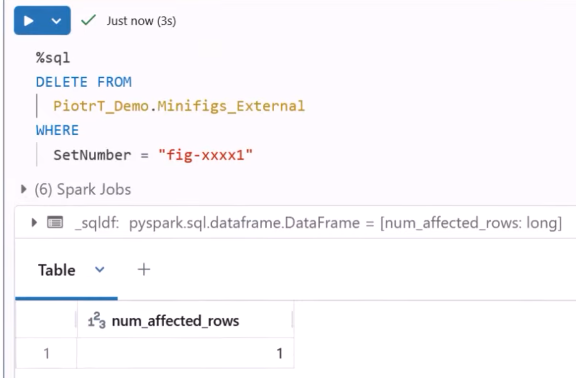 Just now (3s)
%sql
DELETE FROM
PiotrT_Demo.Minifigs_External
WHERE
SetNumber = "fig-xxxx1"
(6) Spark Jobs
_sqldf: pyspark.sql.dataframe.DataFrame = [num_affected_rows: long]
Table +
1²3 num_affected_rows
1 1